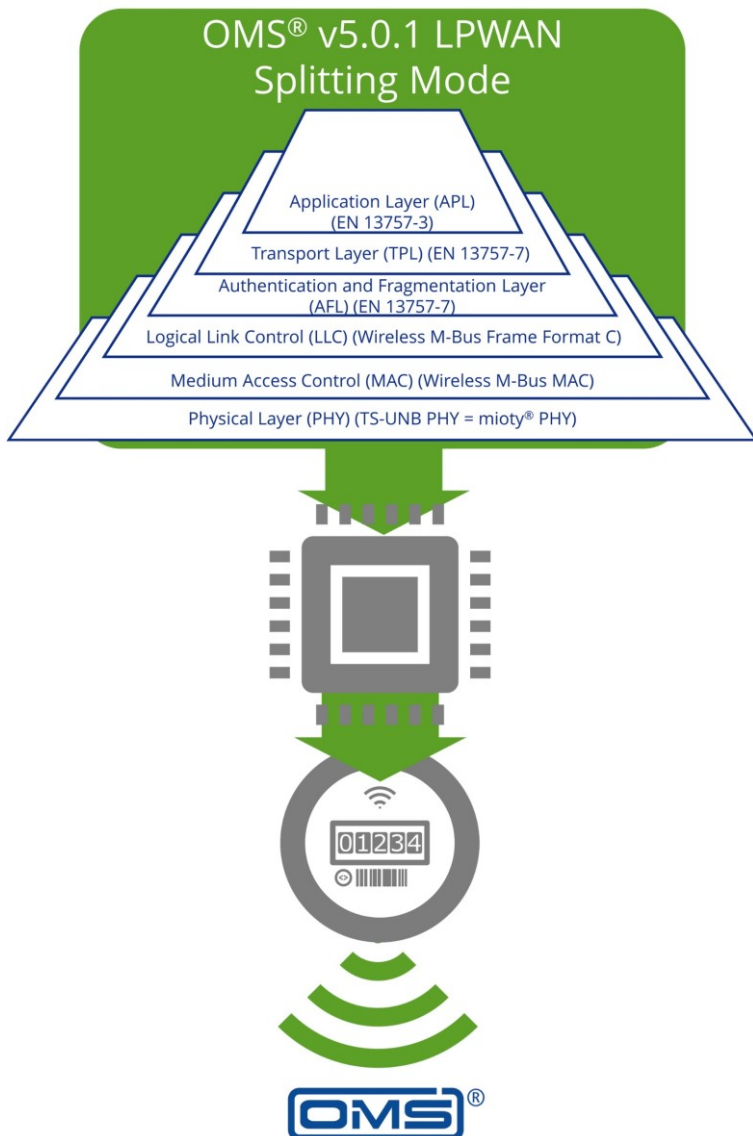 OMS® v5.0.1 LPWAN
Splitting Mode
Application Layer (APL)
(EN 13757-3)
Transport Layer (TPL) (EN 13757-7)
Authentication and Fragmentation Layer
(AFL) (EN 13757-7)
Logical Link Control (LLC) (Wireless M-Bus Frame Format C)
Medium Access Control (MAC) (Wireless M-Bus MAC)
Physical Layer (PHY) (TS-UNB PHY = mioty® PHY)
01234
<>
OMS®